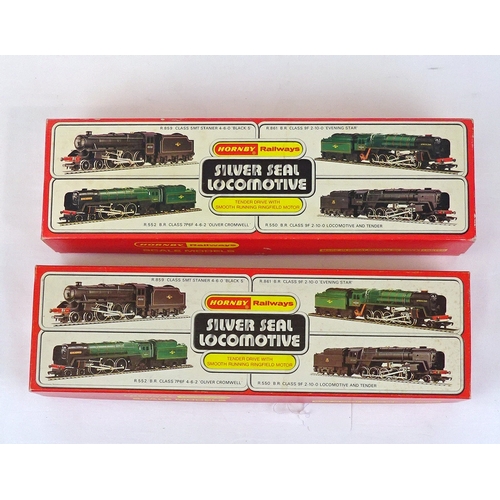 R 859 CLASS 5MT STANIER 4-6-0 'BLACK 5'
R 861 B.R. CLASS 9F 2-10-0 'EVENING STAR'
HORNBY Railways
SILVER SEAL
LOCOMOTIVE
TENDER DRIVE WITH
SMOOTH RUNNING RINGFIELD MOTOR
R 552 B.R. CLASS 7P6F 4-6-2 'OLIVER CROMWELL'
R 550 B.R. CLASS 9F 2-10-0 LOCOMOTIVE AND TENDER
HORNBY Railways
R 859 CLASS 5MT STANIER 4-6-0 'BLACK 5'
R 861 B.R. CLASS 9F 2-10-0 'EVENING STAR'
HORNBY Railways
SILVER SEAL
LOCOMOTIVE
TENDER DRIVE WITH
SMOOTH RUNNING RINGFIELD MOTOR
R 552 B.R. CLASS 7P6F 4-6-2 'OLIVER CROMWELL'
R 550 B.R. CLASS 9F 2-10-0 LOCOMOTIVE AND TENDER